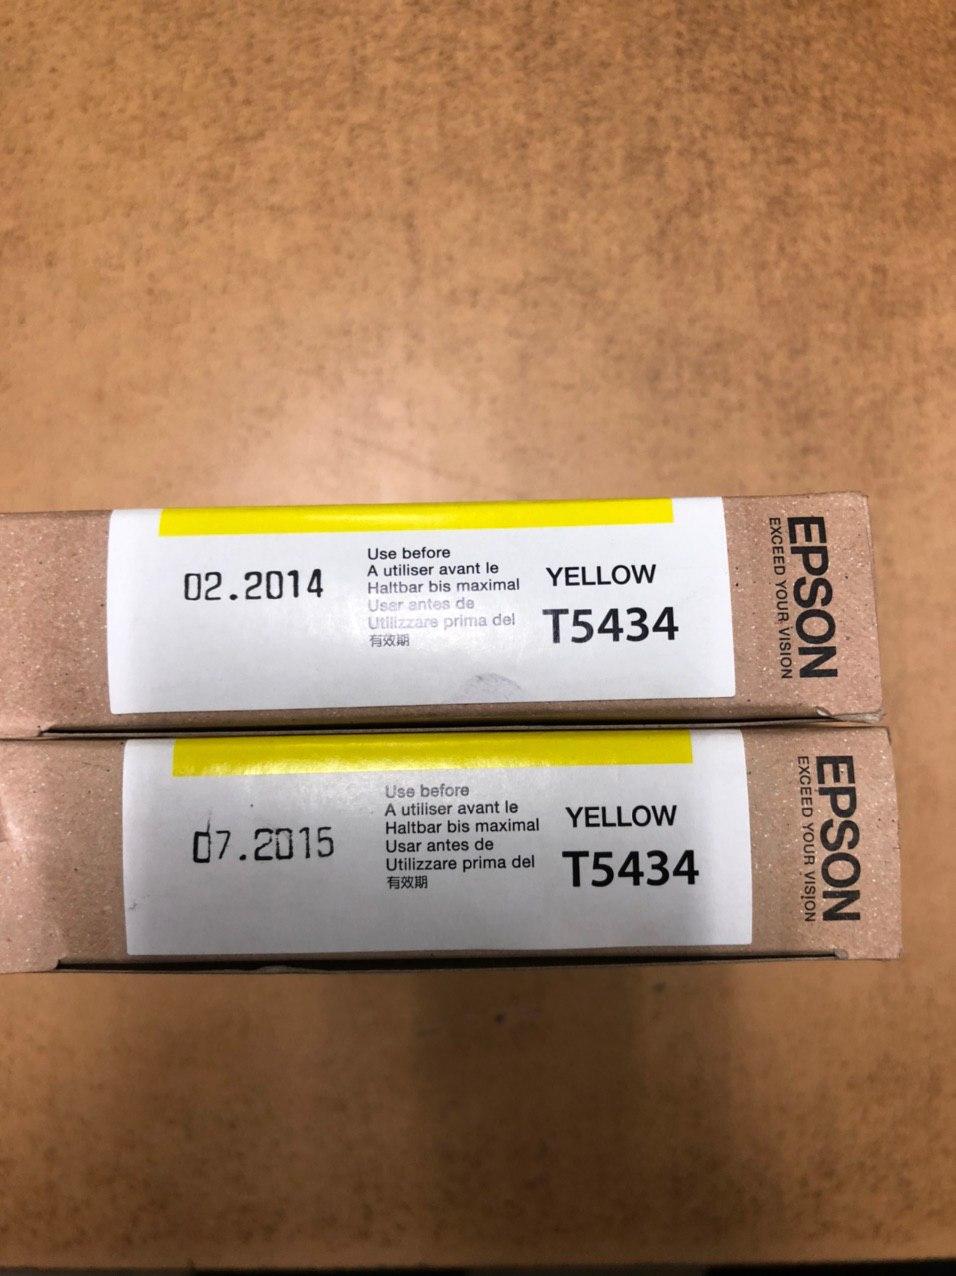 02.2014
Use before
A utiliser avant le
Haltbar bis maximal
Usar antes de
Utilizzare prima del
有效期
YELLOW
T5434
EPSON
EXCEED YOUR VISION
07.2015
Use before
A utiliser avant le
Haltbar bis maximal
Usar antes de
Utilizzare prima del
有效期
YELLOW
T5434
EPSON
EXCEED YOUR VISION